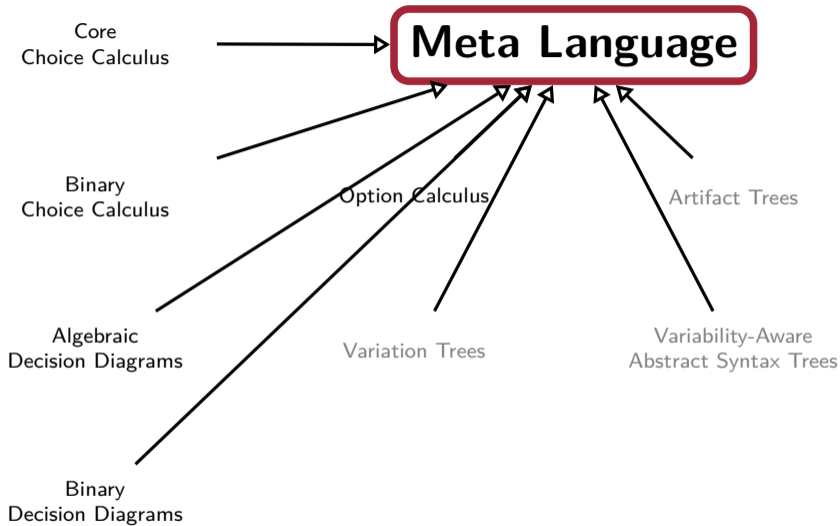 Core
Choice Calculus
Meta Language
Binary
Choice Calculus
Option Calculus
Artifact Trees
Algebraic
Decision Diagrams
Variation Trees
Variability-Aware
Abstract Syntax Trees
Binary
Decision Diagrams